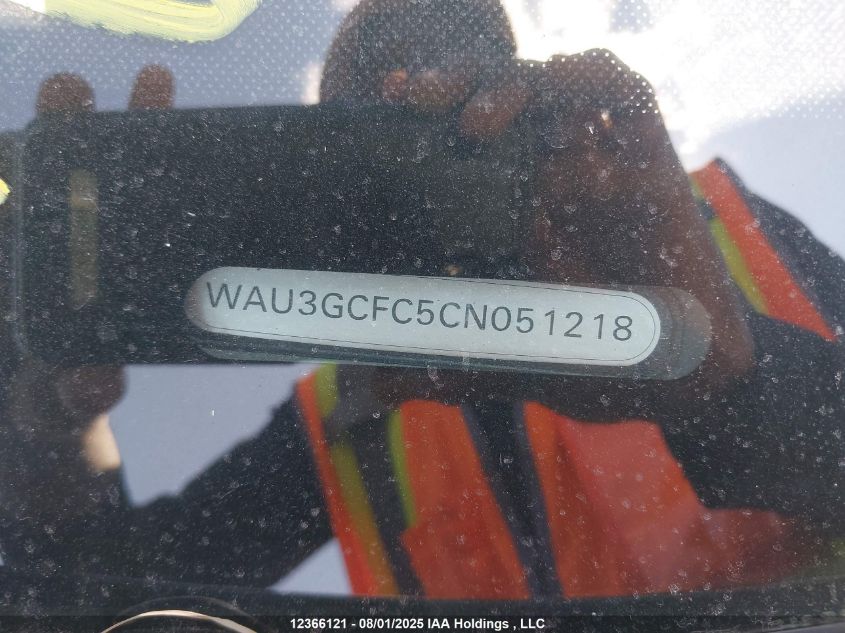 WAU3GCFC5CN051218
12366121 - 08/01/2025 IAA Holdings , LLC